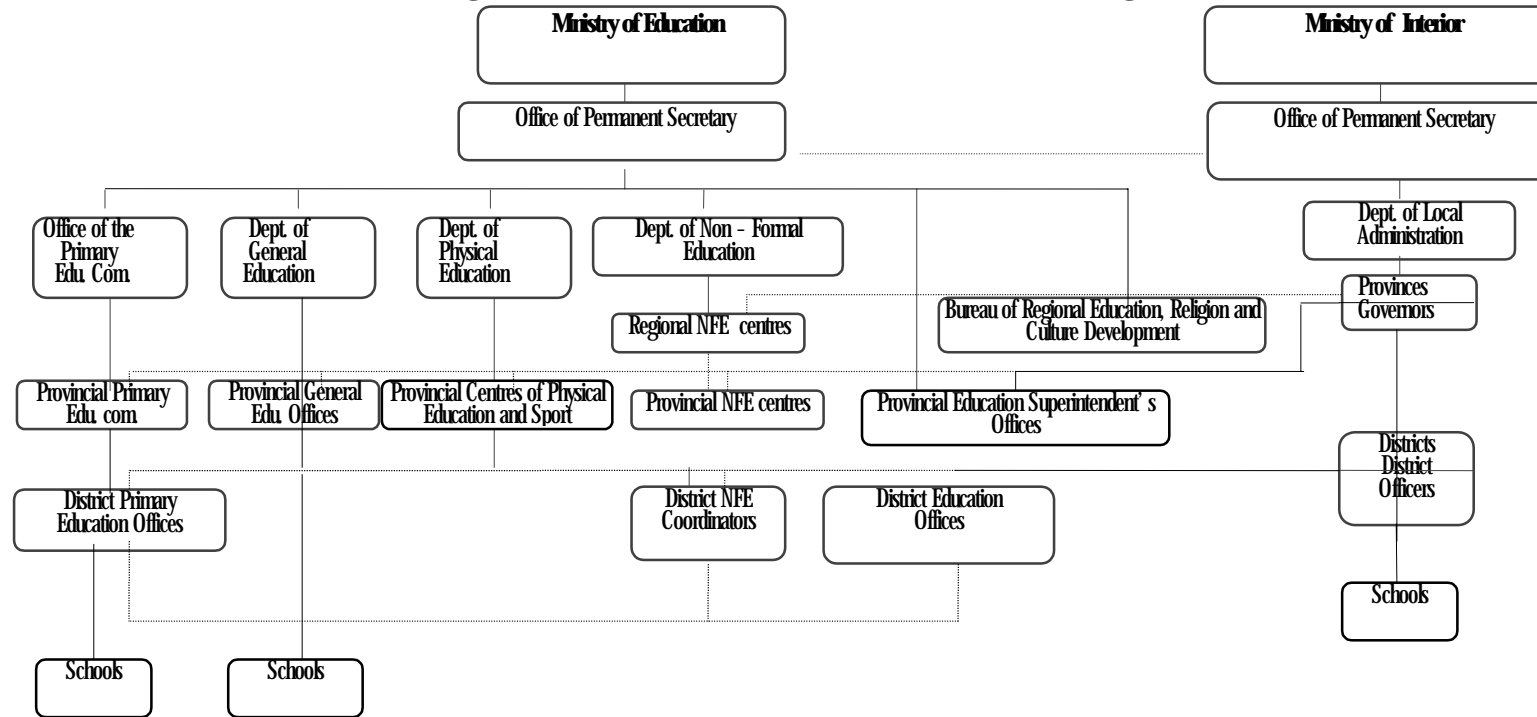 Ministry of Education
Ministry of Interior
Office of Permanent Secretary
Office of Permanent Secretary
Office of the
Primary
Edu. Com.
Dept. of
General
Education
Dept. of
Physical
Education
Dept. of Non – Formal
Education
Dept. of Local
Administration
Provinces
Governors
Regional NFE centres
Bureau of Regional Education, Religion and
Culture Development
Provincial Primary
Edu. com.
Provincial General
Edu. Offices
Provincial Centres of Physical
Education and Sport
Provincial NFE centres
Provincial Education Superintendent’s
Offices
Districts
District
Officers
District Primary
Education Offices
District NFE
Coordinators
District Education
Offices
Schools
Schools
Schools